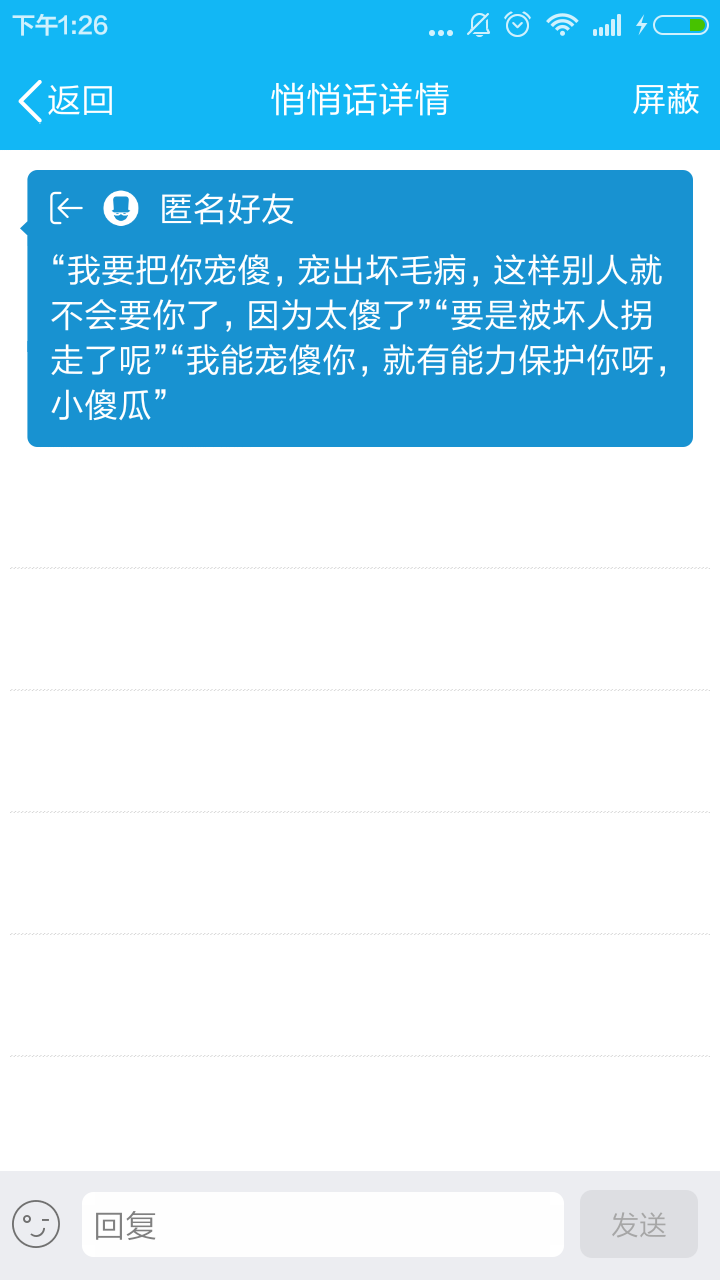 下午1:26
返回 悄悄话详情 屏蔽
匿名好友
“我要把你宠傻，宠出坏毛病，这样别人就
不会要你了，因为太傻了”“要是被坏人拐
走了呢”“我能宠傻你，就有能力保护你呀，
小傻瓜”
回复 发送